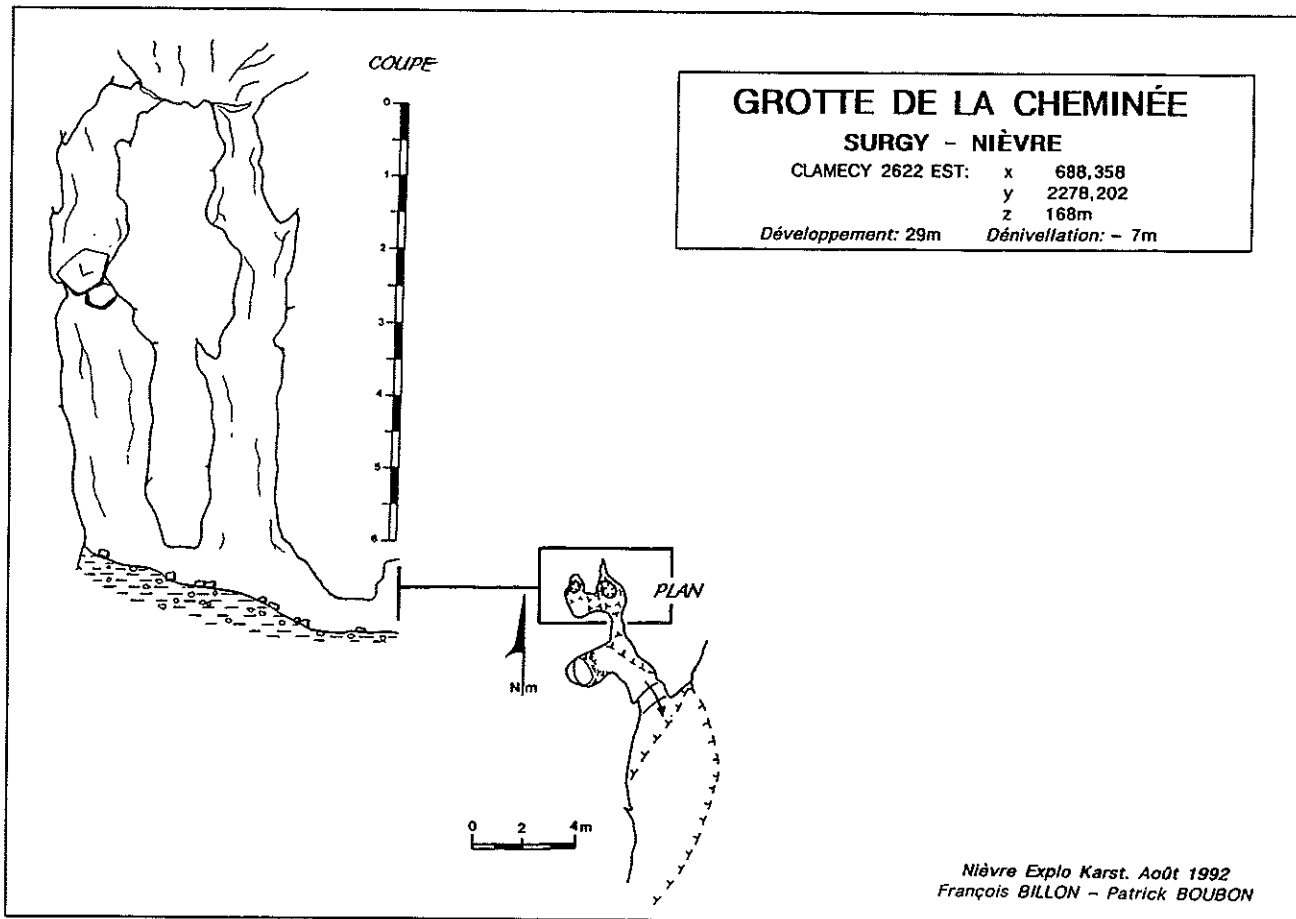 COUPE
0
1
2
3
4
5
6
GROTTE DE LA CHEMINÉE
SURGY - NIÈVRE
CLAMECY 2622 EST: x 688,358
y 2278,202
z 168m
Développement: 29m Dénivellation: - 7m
PLAN
Nm
0 2 4m
Nièvre Explo Karst. Août 1992
François BILLON - Patrick BOUBON